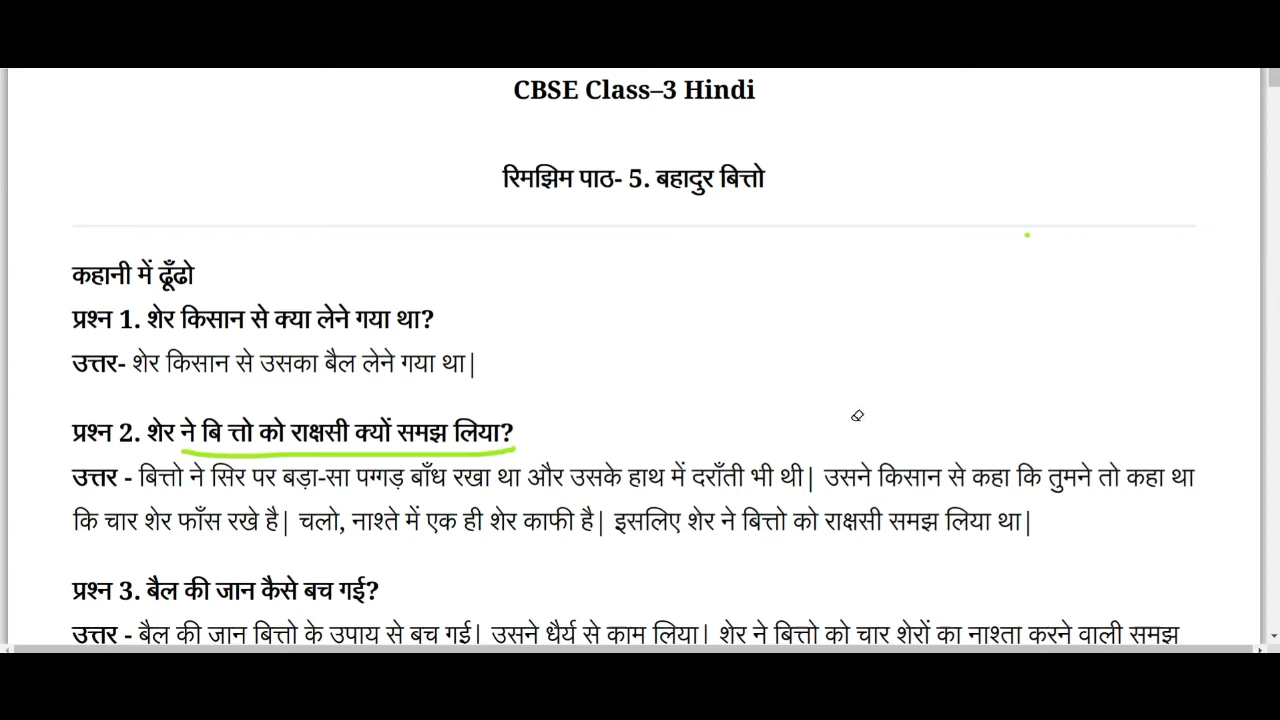 CBSE Class–3 Hindi
रिमझिम पाठ- 5. बहादुर बित्तो
कहानी में ढूँढो
प्रश्न 1. शेर किसान से क्या लेने गया था?
उत्तर- शेर किसान से उसका बैल लेने गया था|
प्रश्न 2. शेर ने बि त्तो को राक्षसी क्यों समझ लिया?
उत्तर - बित्तो ने सिर पर बड़ा-सा पग्गड़ बाँध रखा था और उसके हाथ में दराँती भी थी| उसने किसान से कहा कि तुमने तो कहा था
कि चार शेर फाँस रखे है| चलो, नाश्ते में एक ही शेर काफी है| इसलिए शेर ने बित्तो को राक्षसी समझ लिया था|
प्रश्न 3. बैल की जान कैसे बच गई?
उत्तर - बैल की जान बित्तो के उपाय से बच गई| उसने धैर्य से काम लिया| शेर ने बित्तो को चार शेरों का नाश्ता करने वाली समझ